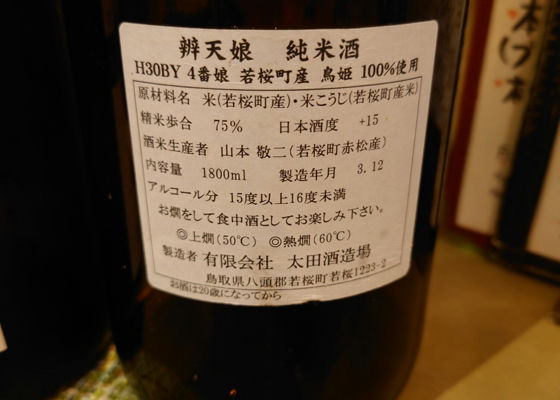 辨天娘　純米酒
H30BY 4番娘 若桜町産 鳥姫 100%使用
原材料名　米(若桜町産)・米こうじ(若桜町産米)
精米歩合　75%　日本酒度　+15
酒米生産者　山本 敬二(若桜町赤松産)
内容量　1800ml　製造年月　3. 12
アルコール分　15度以上16度未満
お燗をして食中酒としてお楽しみ下さい。
◎上燗(50℃) ◎熱燗(60℃)
製造者 有限会社　太田酒造場
鳥取県八頭郡若桜町若桜1223-2
お酒は20歳になってから